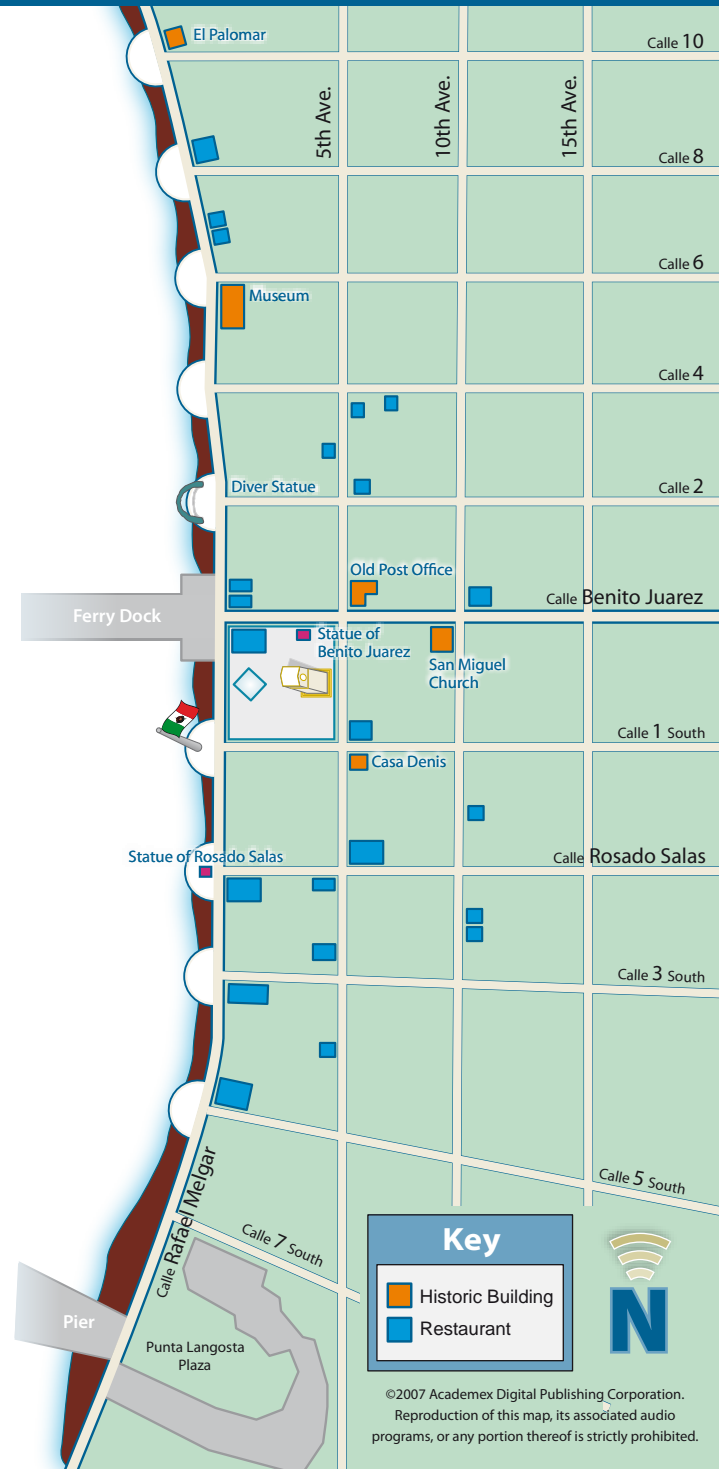 El Palomar
Calle 10
5th Ave.
10th Ave.
15th Ave.
Calle 8
Calle 6
Museum
Calle 4
Diver Statue
Calle 2
Old Post Office
Calle Benito Juarez
Ferry Dock
Statue of
Benito Juarez
San Miguel
Church
Calle 1 South
Casa Denis
Statue of Rosado Salas
Calle Rosado Salas
Calle 3 South
Calle 5 South
Calle Rafael Melgar
Calle 7 South
Pier
Punta Langosta
Plaza
Key
Historic Building
Restaurant
N
©2007 Academex Digital Publishing Corporation.
Reproduction of this map, its associated audio
programs, or any portion thereof is strictly prohibited.